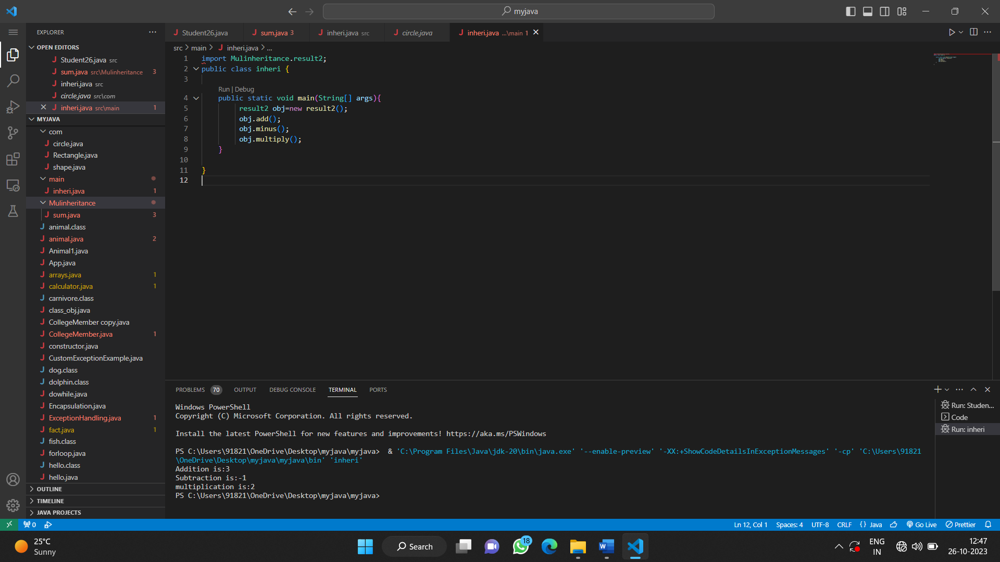 myjava
EXPLORER
Student26.java
sum.java 3
inheri.java src
circle.java
inheri.java ...\main 1
OPEN EDITORS
Student26.java src
sum.java src\Mulinheritance 3
inheri.java src
circle.java src\com
inheri.java src\main 1
MYJAVA
com
circle.java
Rectangle.java
shape.java
main
inheri.java 1
Mulinheritance
sum.java 3
animal.class
animal.java 2
Animal1.java
App.java
arrays.java 1
calculator.java 1
carnivore.class
class_obj.java
CollegeMember copy.java
CollegeMember.java 1
constructor.java
CustomExceptionExample.java
dog.class
dolphin.class
dowhile.java
Encapsulation.java
ExceptionHandling.java 1
fact.java 1
fish.class
forloop.java
hello.class
hello.java
OUTLINE
TIMELINE
JAVA PROJECTS
src > main > inheri.java > ...
1 import Mulinheritance.result2;
2 public class inheri {
3
Run | Debug
4 public static void main(String[] args){
5 result2 obj=new result2();
6 obj.add();
7 obj.minus();
8 obj.multiply();
9 }
10
11 }
12
PROBLEMS 70 OUTPUT DEBUG CONSOLE TERMINAL PORTS
Windows PowerShell
Copyright (C) Microsoft Corporation. All rights reserved.
Install the latest PowerShell for new features and improvements! https://aka.ms/PSWindows
PS C:\Users\91821\OneDrive\Desktop\myjava\myjava> & 'C:\Program Files\Java\jdk-20\bin\java.exe' '--enable-preview' '-XX:+ShowCodeDetailsInExceptionMessages' '-cp' 'C:\Users\91821
\OneDrive\Desktop\myjava\myjava\bin' 'inheri'
Addition is:3
Subtraction is:-1
multiplication is:2
PS C:\Users\91821\OneDrive\Desktop\myjava\myjava>
Run: Studen...
Code
Run: inheri
0
Ln 12, Col 1 Spaces: 4 UTF-8 CRLF {} Java Go Live Prettier
25°C
Sunny
Search
18
ENG
IN
12:47
26-10-2023